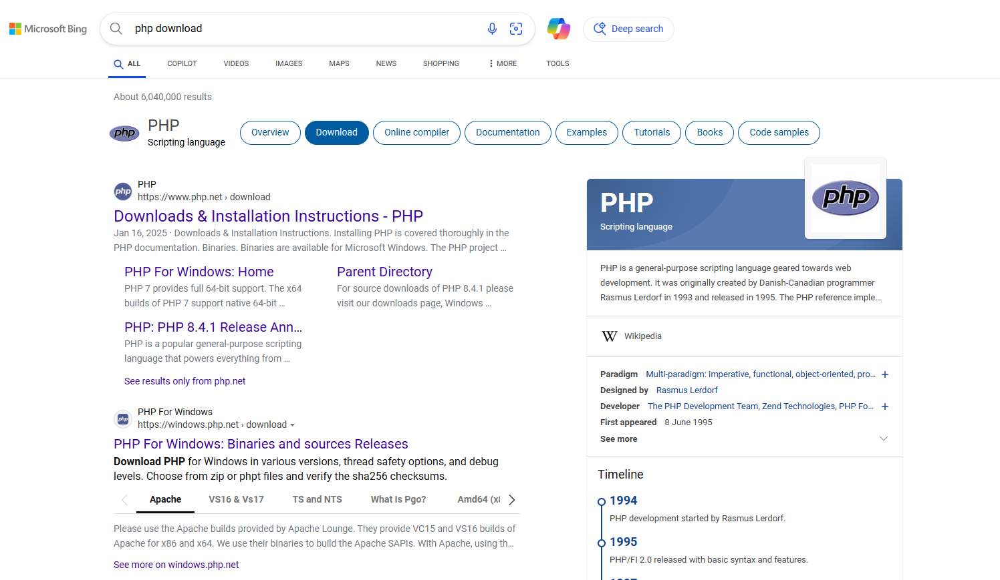 Microsoft Bing
php download
Deep search
ALL
COPILOT
VIDEOS
IMAGES
MAPS
NEWS
SHOPPING
MORE
TOOLS
About 6,040,000 results
php
PHP
Scripting language
Overview
Download
Online compiler
Documentation
Examples
Tutorials
Books
Code samples
php
PHP
https://www.php.net › download
Downloads & Installation Instructions - PHP
Jan 16, 2025 · Downloads & Installation Instructions. Installing PHP is covered thoroughly in the
PHP documentation. Binaries. Binaries are available for Microsoft Windows. The PHP project ...
PHP For Windows: Home
PHP 7 provides full 64-bit support. The x64
builds of PHP 7 support native 64-bit ...
Parent Directory
For source downloads of PHP 8.4.1 please
visit our downloads page, Windows ...
PHP: PHP 8.4.1 Release Ann...
PHP is a popular general-purpose scripting
language that powers everything from ...
See results only from php.net
php
PHP For Windows
https://windows.php.net › download
PHP For Windows: Binaries and sources Releases
Download PHP for Windows in various versions, thread safety options, and debug
levels. Choose from zip or phpt files and verify the sha256 checksums.
Apache
VS16 & Vs17
TS and NTS
What Is Pgo?
Amd64 (x
Please use the Apache builds provided by Apache Lounge. They provide VC15 and VS16 builds of
Apache for x86 and x64. We use their binaries to build the Apache SAPIs. With Apache, using th...
See more on windows.php.net
PHP
Scripting language
php
PHP is a general-purpose scripting language geared towards web
development. It was originally created by Danish-Canadian programmer
Rasmus Lerdorf in 1993 and released in 1995. The PHP reference imple...
W Wikipedia
Paradigm Multi-paradigm: imperative, functional, object-oriented, pro... +
Designed by Rasmus Lerdorf
Developer The PHP Development Team, Zend Technologies, PHP Fo... +
First appeared 8 June 1995
See more
Timeline
1994
PHP development started by Rasmus Lerdorf.
1995
PHP/FI 2.0 released with basic syntax and features.